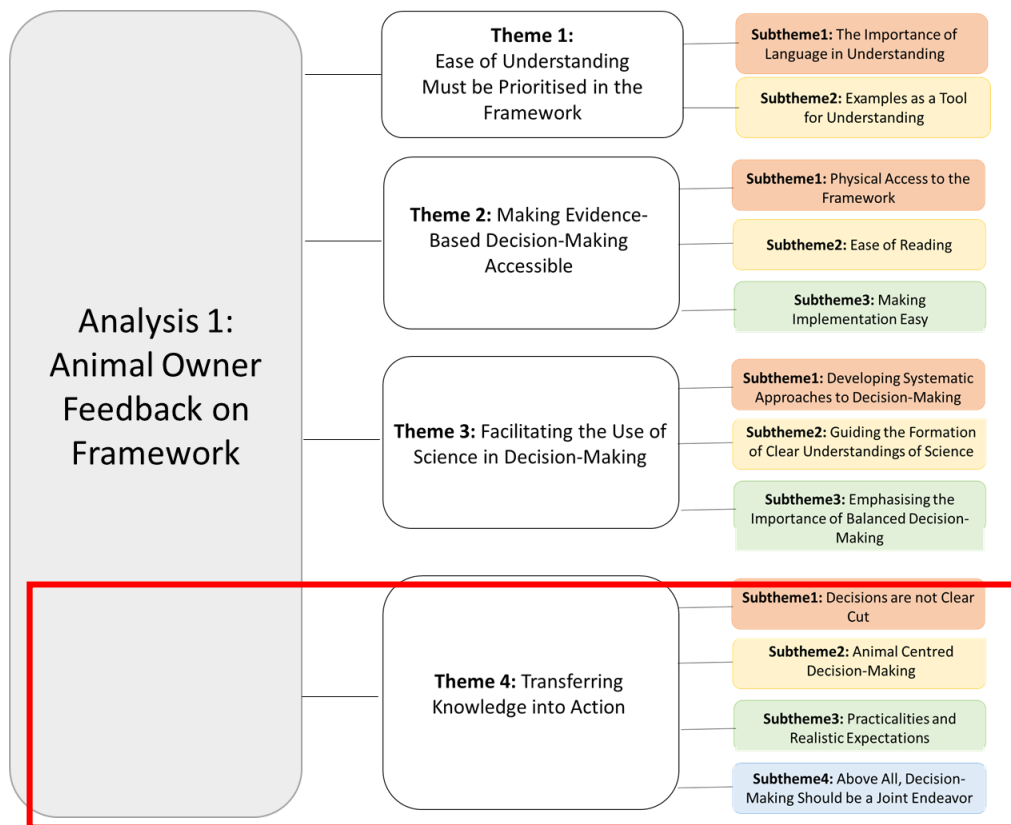 Analysis 1:
Animal Owner
Feedback on
Framework
Theme 1:
Ease of Understanding
Must be Prioritised in the
Framework
Subtheme1: The Importance of
Language in Understanding
Subtheme2: Examples as a Tool
for Understanding
Theme 2: Making Evidence-
Based Decision-Making
Accessible
Subtheme1: Physical Access to the
Framework
Subtheme2: Ease of Reading
Subtheme3: Making
Implementation Easy
Theme 3: Facilitating the Use of
Science in Decision-Making
Subtheme1: Developing Systematic
Approaches to Decision-Making
Subtheme2: Guiding the Formation
of Clear Understandings of Science
Subtheme3: Emphasising the
Importance of Balanced Decision-
Making
Theme 4: Transferring
Knowledge into Action
Subtheme1: Decisions are not Clear
Cut
Subtheme2: Animal Centred
Decision-Making
Subtheme3: Practicalities and
Realistic Expectations
Subtheme4: Above All, Decision-
Making Should be a Joint Endeavor